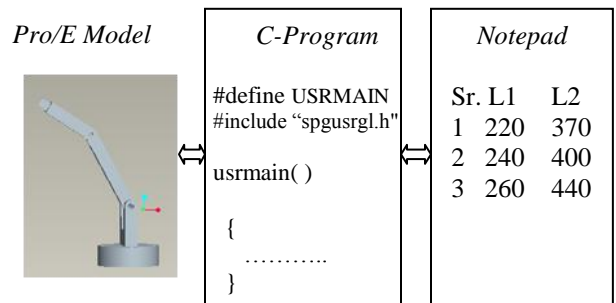 Pro/E Model
C-Program
#define USRMAIN
#include “spgusrgl.h"
usrmain( )
{
………..
}
Notepad
Sr. L1 L2
1 220 370
2 240 400
3 260 440